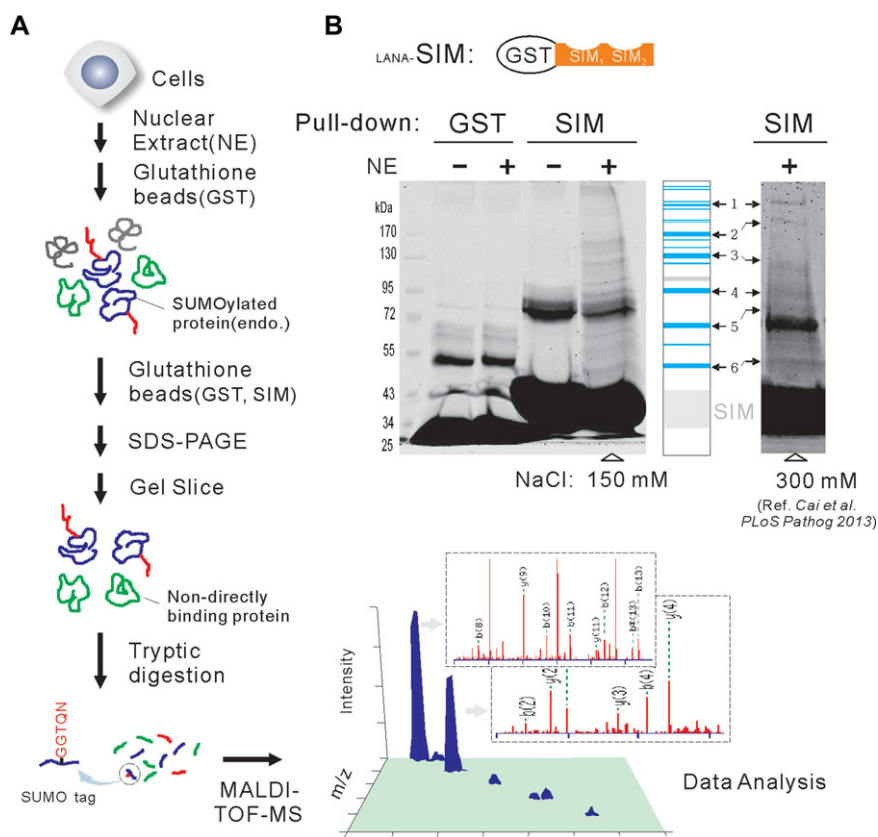 A
Cells
Nuclear
Extract(NE)
Glutathione
beads(GST)
SUMOylated
protein(endo.)
Glutathione
beads(GST, SIM)
SDS-PAGE
Gel Slice
Non-directly
binding protein
Tryptic
digestion
GGTQN
SUMO tag
MALDI-
TOF-MS
B
LANA-SIM: GST SIM1 SIM2
Pull-down: GST SIM SIM
NE - + - + +
kDa
170
130
95
72
55
43
34
25
1
2
3
4
5
6
SIM
NaCl: 150 mM 300 mM
(Ref. Cai et al.
PLoS Pathog 2013)
Intensity
m/z
b(8)
y(9)
b(10)
b(11)
y(11)
b(12)
b*(13)
b(13)
b(2)
y(2
y(3)
b(4)
y(4)
Data Analysis